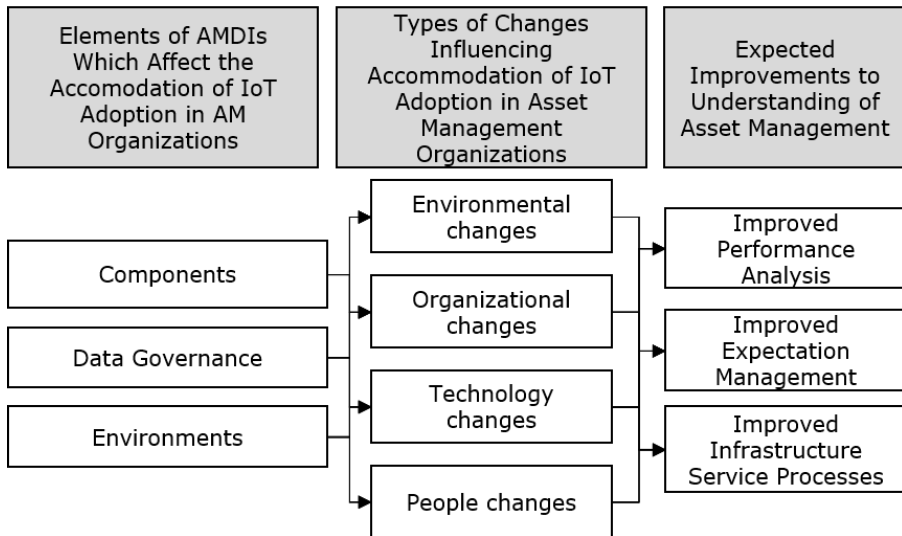 Elements of AMDIs
Which Affect the
Accomodation of IoT
Adoption in AM
Organizations
Types of Changes
Influencing
Accommodation of IoT
Adoption in Asset
Management
Organizations
Expected
Improvements to
Understanding of
Asset Management
Components
Data Governance
Environments
Environmental
changes
Organizational
changes
Technology
changes
People changes
Improved
Performance
Analysis
Improved
Expectation
Management
Improved
Infrastructure
Service Processes